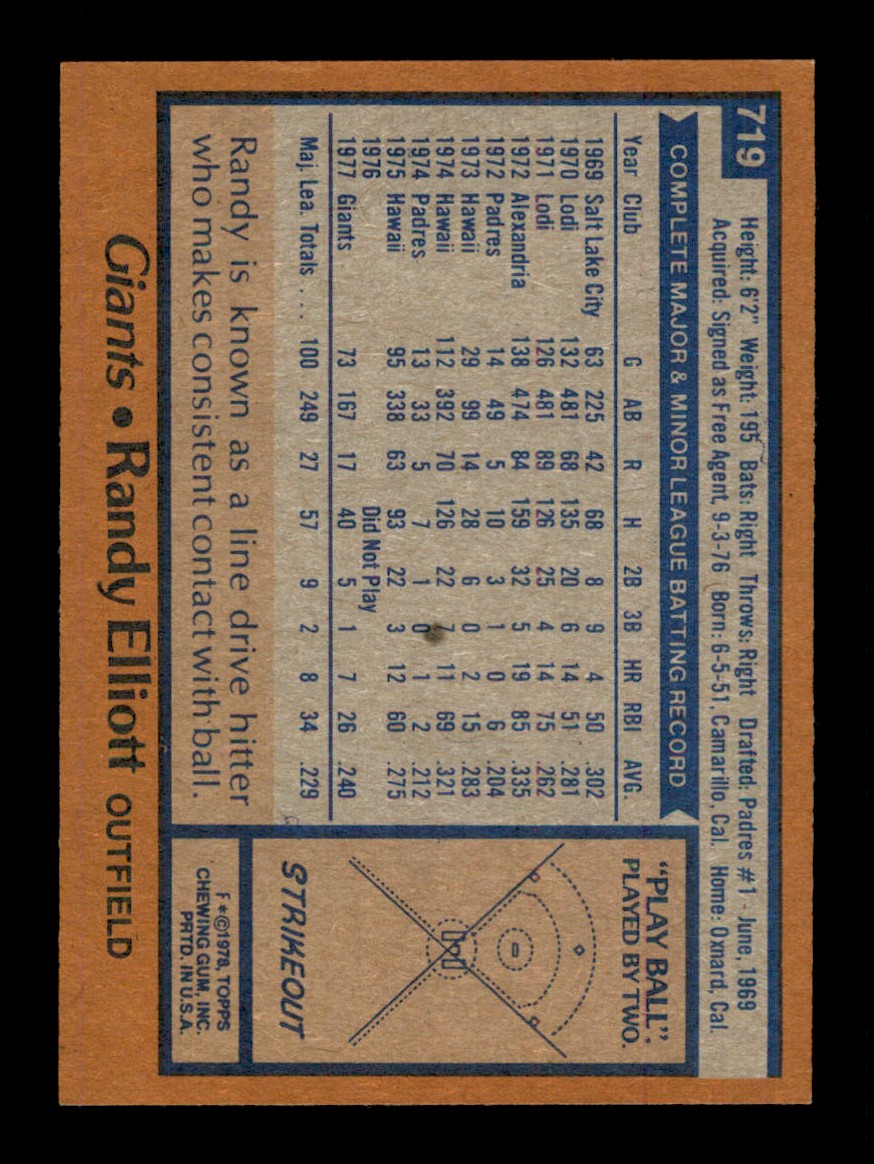 719
Height: 6'2" Weight: 195 Bats: Right Throws: Right Drafted: Padres #1 - June, 1969
Acquired: Signed as Free Agent, 9-3-76 Born: 6-5-51, Camarillo, Cal. Home: Oxnard, Cal.
COMPLETE MAJOR & MINOR LEAGUE BATTING RECORD
Year Club G AB R H 2B 3B HR RBI AVG.
1969 Salt Lake City 63 225 42 68 8 9 4 50 .302
1970 Lodi 132 481 68 135 20 6 14 51 .281
1971 Lodi 126 481 89 126 25 4 14 75 .262
1972 Alexandria 138 474 84 159 32 5 19 85 .335
1972 Padres 14 49 5 10 3 1 0 6 .204
1973 Hawaii 29 99 14 28 6 0 2 15 .283
1974 Hawaii 112 392 70 126 22 7 11 69 .321
1974 Padres 13 33 5 7 1 0 1 2 .212
1975 Hawaii 95 338 63 93 22 3 12 60 .275
1976 Did Not Play
1977 Giants 73 167 17 40 5 1 7 26 .240
Maj. Lea. Totals . . . 100 249 27 57 9 2 8 34 .229
Randy is known as a line drive hitter
who makes consistent contact with ball.
"PLAY BALL":
PLAYED BY TWO.
STRIKEOUT
F*©1978, TOPPS
CHEWING GUM, INC.
PRTD. IN U.S.A.
Giants • Randy Elliott OUTFIELD